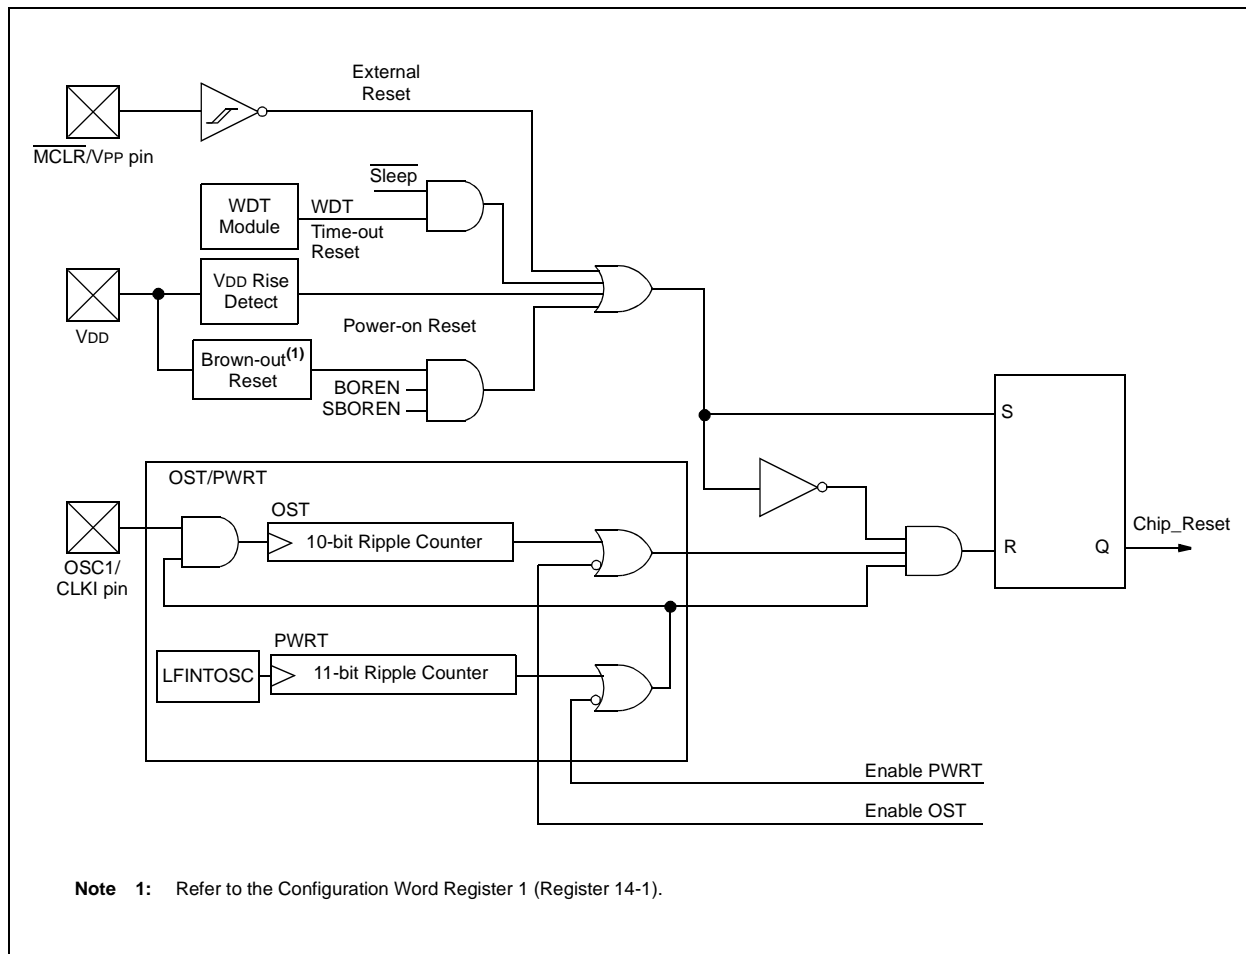 External
Reset
MCLR/VPP pin
Sleep
WDT
Module
WDT
Time-out
Reset
VDD Rise
Detect
VDD
Power-on Reset
Brown-out(1)
Reset
BOREN
SBOREN
S
OST/PWRT
OST
10-bit Ripple Counter
OSC1/
CLKI pin
Chip_Reset
R
Q
PWRT
LFINTOSC
11-bit Ripple Counter
Enable PWRT
Enable OST
Note 1: Refer to the Configuration Word Register 1 (Register 14-1).